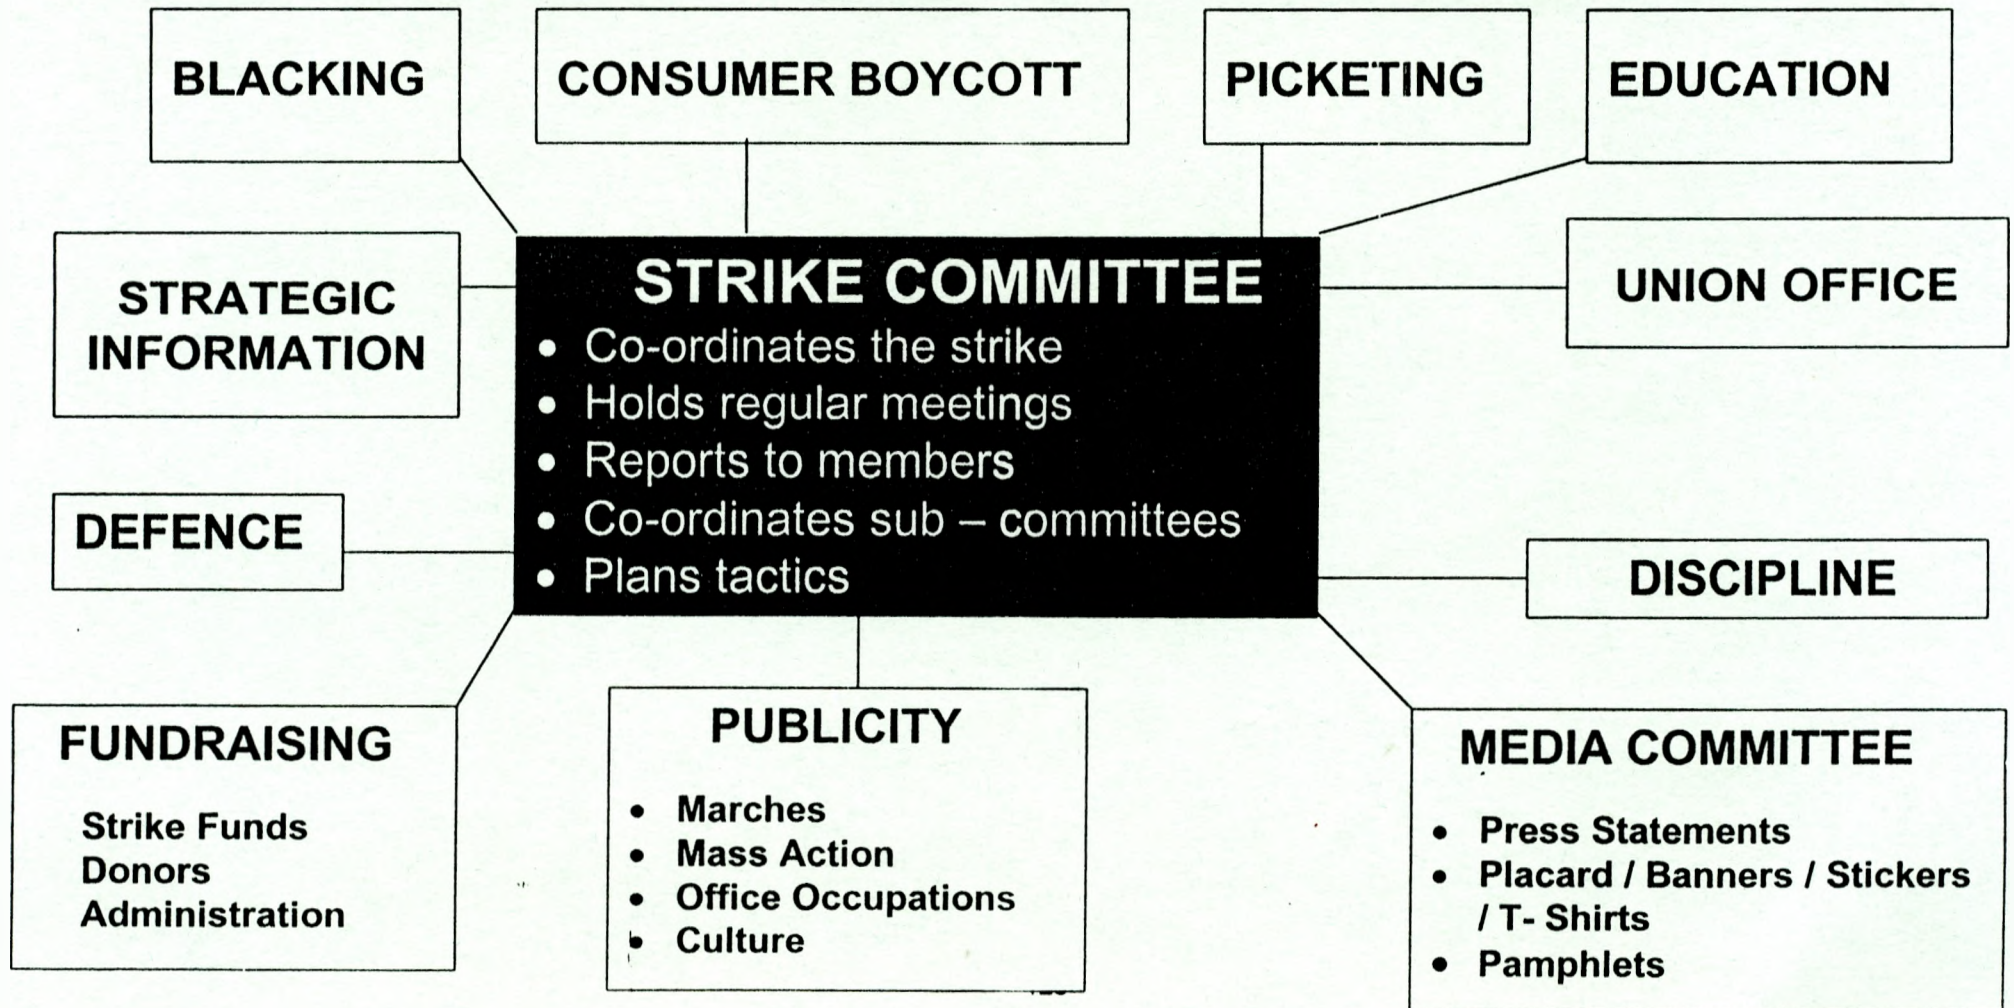 BLACKING
CONSUMER BOYCOTT
PICKETING
EDUCATION
STRATEGIC
INFORMATION
STRIKE COMMITTEE
• Co-ordinates the strike
• Holds regular meetings
• Reports to members
• Co-ordinates sub – committees
• Plans tactics
UNION OFFICE
DEFENCE
DISCIPLINE
FUNDRAISING
Strike Funds
Donors
Administration
PUBLICITY
• Marches
• Mass Action
• Office Occupations
• Culture
MEDIA COMMITTEE
• Press Statements
• Placard / Banners / Stickers
/ T- Shirts
• Pamphlets